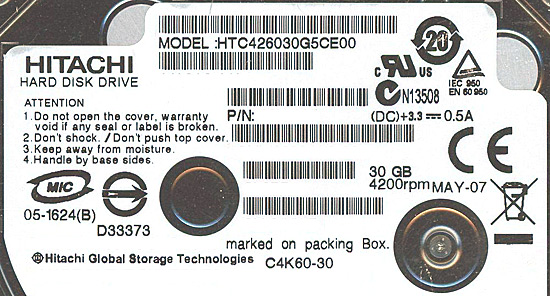 MODEL :HTC426030G5CE00
HITACHI
HARD DISK DRIVE
20
c RU US
IEC 950
EN 60 950
N13508
ATTENTION
1.Do not open the cover, warranty
void if any seal or label is broken.
2.Don't shock. / Don't push top cover.
3.Keep away from moisture.
4.Handle by base sides.
P/N:
(DC)+3.3 0.5A
CE
30 GB
4200rpm MAY-07
MIC
05-1624(B)
D33373
marked on packing Box.
Hitachi Global Storage Technologies C4K60-30